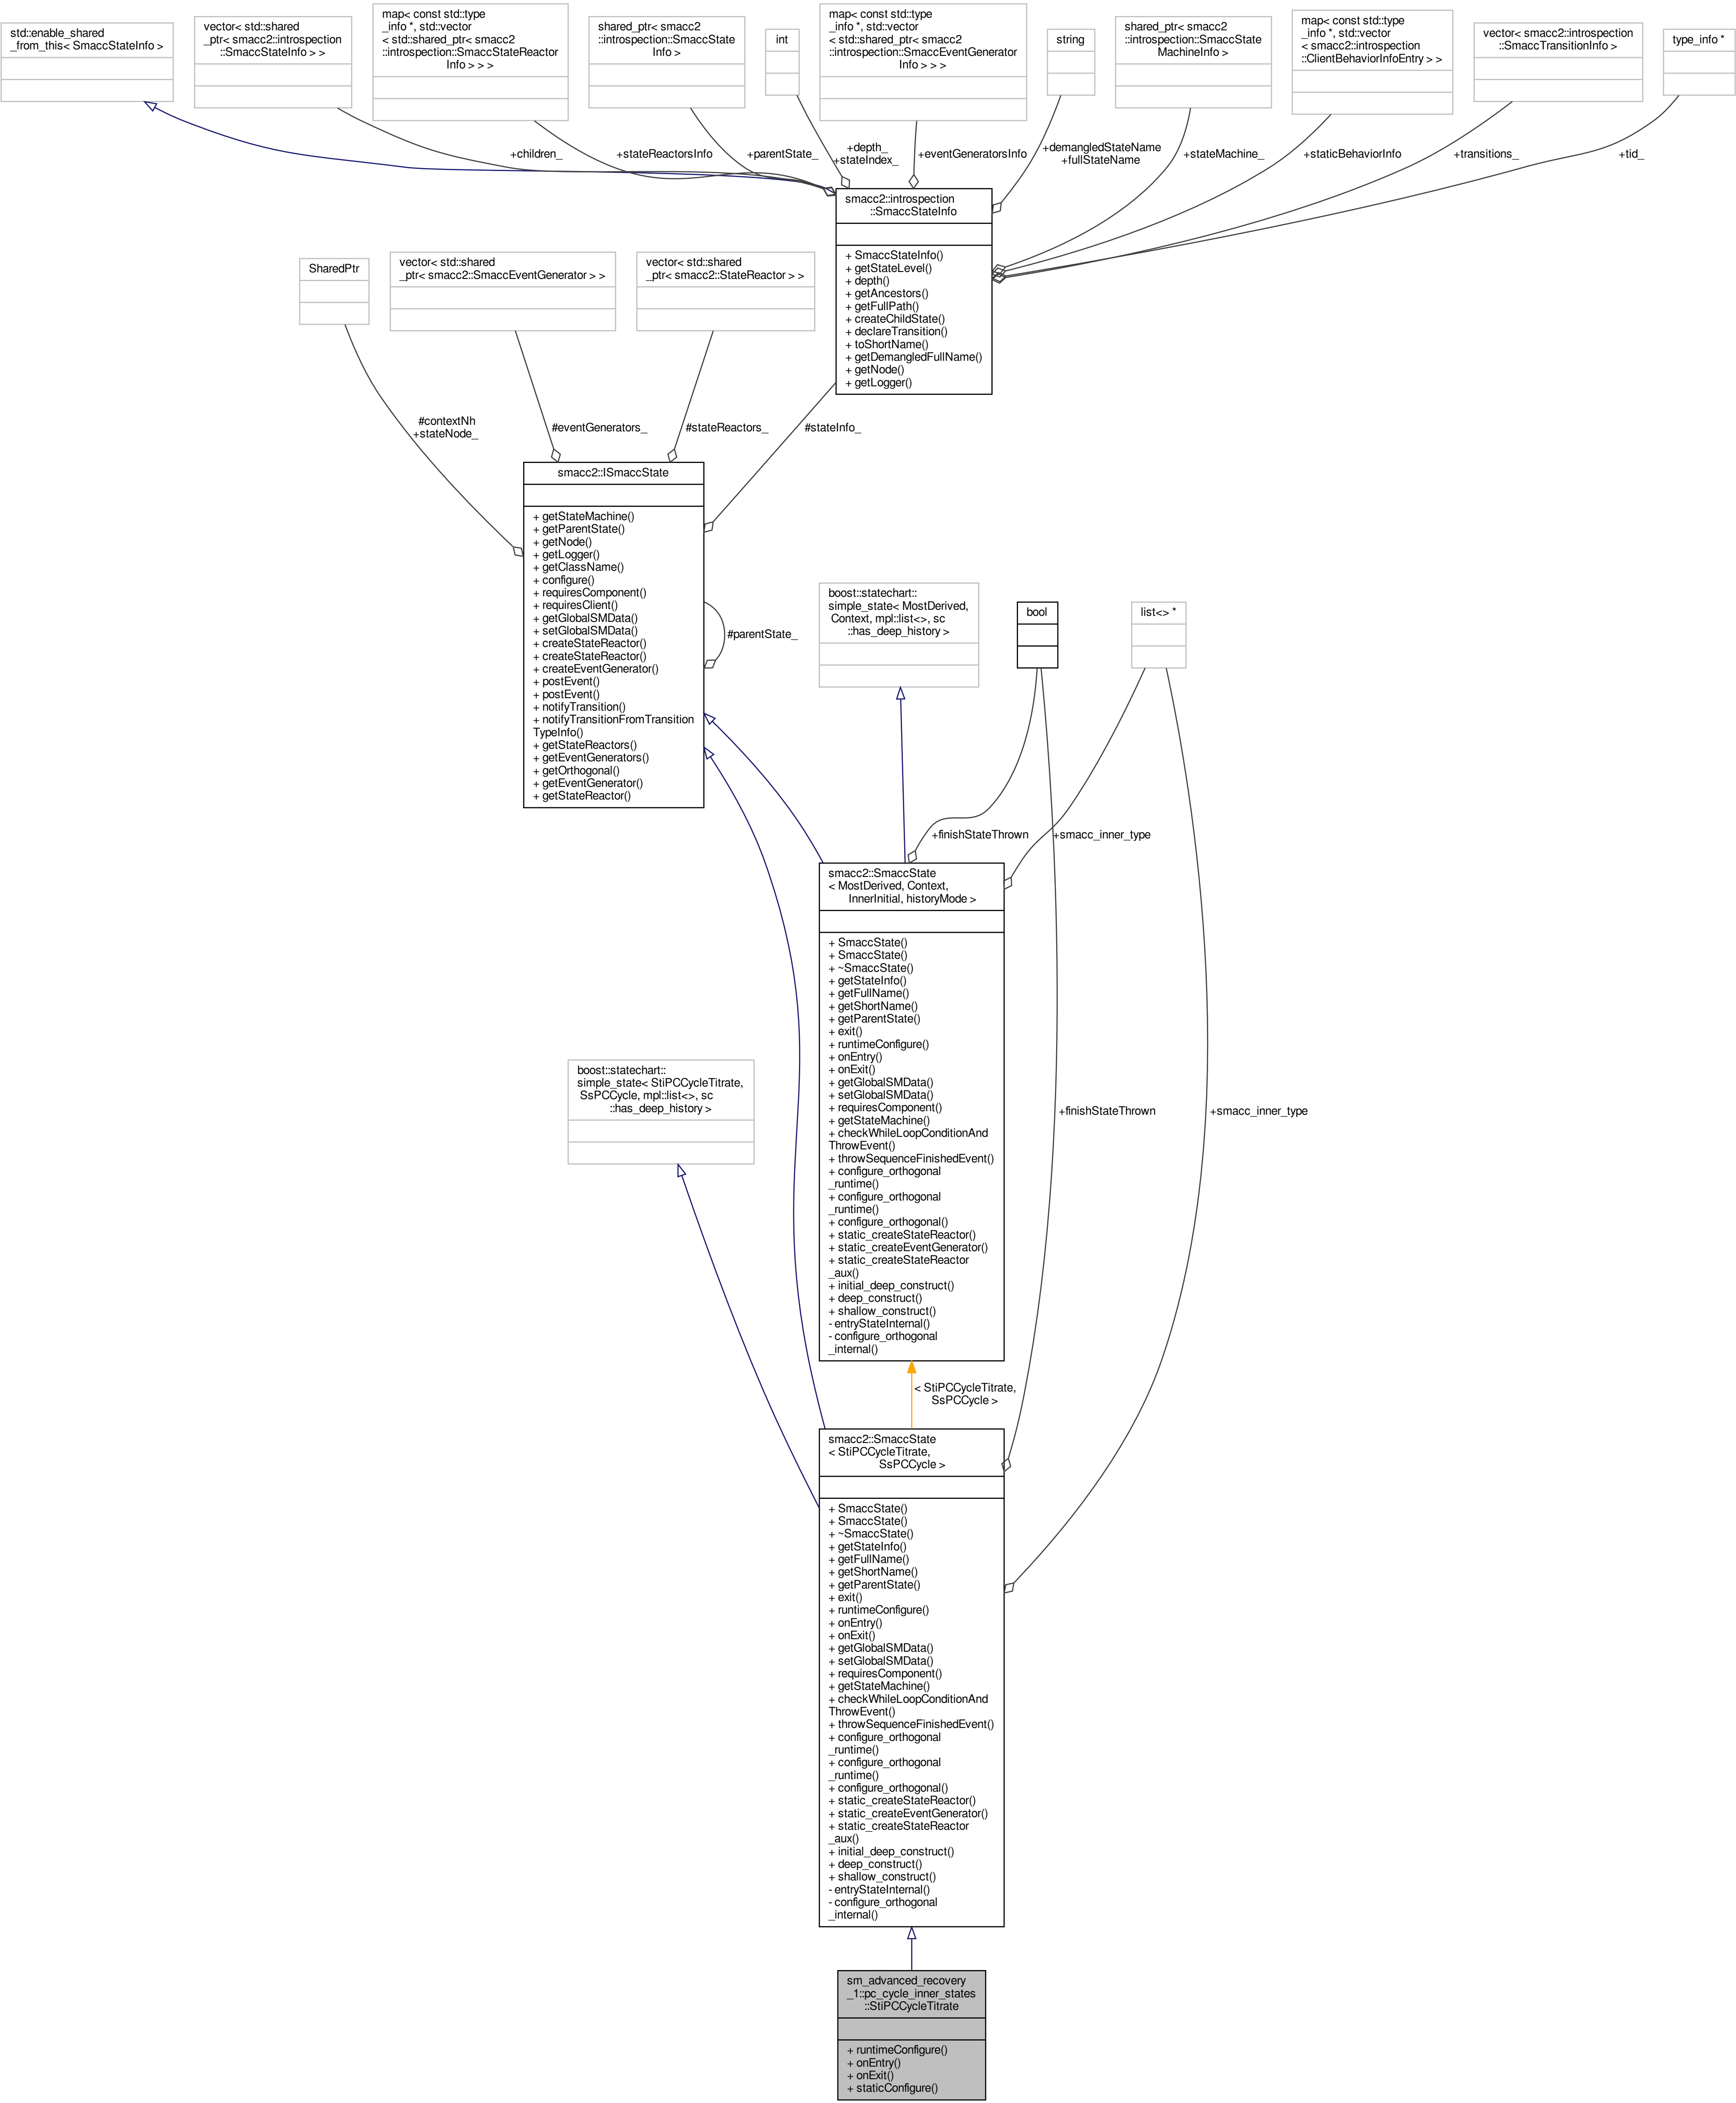 std::enable_shared
_from_this< SmaccStateInfo >
vector< std::shared
_ptr< smacc2::introspection
::SmaccStateInfo > >
map< const std::type
_info *, std::vector
< std::shared_ptr< smacc2
::introspection::SmaccStateReactor
Info > > >
shared_ptr< smacc2
::introspection::SmaccState
Info >
int
map< const std::type
_info *, std::vector
< std::shared_ptr< smacc2
::introspection::SmaccEventGenerator
Info > > >
string
shared_ptr< smacc2
::introspection::SmaccState
MachineInfo >
map< const std::type
_info *, std::vector
< smacc2::introspection
::ClientBehaviorInfoEntry > >
vector< smacc2::introspection
::SmaccTransitionInfo >
type_info *
+children_
+stateReactorsInfo
+parentState_
+depth_
+stateIndex_
+eventGeneratorsInfo
+demangledStateName
+fullStateName
+stateMachine_
+staticBehaviorInfo
+transitions_
+tid_
smacc2::introspection
::SmaccStateInfo
+ SmaccStateInfo()
+ getStateLevel()
+ depth()
+ getAncestors()
+ getFullPath()
+ createChildState()
+ declareTransition()
+ toShortName()
+ getDemangledFullName()
+ getNode()
+ getLogger()
SharedPtr
vector< std::shared
_ptr< smacc2::SmaccEventGenerator > >
vector< std::shared
_ptr< smacc2::StateReactor > >
#contextNh
+stateNode_
#eventGenerators_
#stateReactors_
#stateInfo_
smacc2::ISmaccState
+ getStateMachine()
+ getParentState()
+ getNode()
+ getLogger()
+ getClassName()
+ configure()
+ requiresComponent()
+ requiresClient()
+ getGlobalSMData()
+ setGlobalSMData()
+ createStateReactor()
+ createStateReactor()
+ createEventGenerator()
+ postEvent()
+ postEvent()
+ notifyTransition()
+ notifyTransitionFromTransition
TypeInfo()
+ getStateReactors()
+ getEventGenerators()
+ getOrthogonal()
+ getEventGenerator()
+ getStateReactor()
#parentState_
boost::statechart::
simple_state< MostDerived,
Context, mpl::list<>, sc
::has_deep_history >
bool
list<> *
+finishStateThrown
+smacc_inner_type
smacc2::SmaccState
< MostDerived, Context,
InnerInitial, historyMode >
+ SmaccState()
+ SmaccState()
+ ~SmaccState()
+ getStateInfo()
+ getFullName()
+ getShortName()
+ getParentState()
+ exit()
+ runtimeConfigure()
+ onEntry()
+ onExit()
+ getGlobalSMData()
+ setGlobalSMData()
+ requiresComponent()
+ getStateMachine()
+ checkWhileLoopConditionAnd
ThrowEvent()
+ throwSequenceFinishedEvent()
+ configure_orthogonal
_runtime()
+ configure_orthogonal
_runtime()
+ configure_orthogonal()
+ static_createStateReactor()
+ static_createEventGenerator()
+ static_createStateReactor
_aux()
+ initial_deep_construct()
+ deep_construct()
+ shallow_construct()
- entryStateInternal()
- configure_orthogonal
_internal()
boost::statechart::
simple_state< StiPCCycleTitrate,
SsPCCycle, mpl::list<>, sc
::has_deep_history >
+finishStateThrown
+smacc_inner_type
< StiPCCycleTitrate,
SsPCCycle >
smacc2::SmaccState
< StiPCCycleTitrate,
SsPCCycle >
+ SmaccState()
+ SmaccState()
+ ~SmaccState()
+ getStateInfo()
+ getFullName()
+ getShortName()
+ getParentState()
+ exit()
+ runtimeConfigure()
+ onEntry()
+ onExit()
+ getGlobalSMData()
+ setGlobalSMData()
+ requiresComponent()
+ getStateMachine()
+ checkWhileLoopConditionAnd
ThrowEvent()
+ throwSequenceFinishedEvent()
+ configure_orthogonal
_runtime()
+ configure_orthogonal
_runtime()
+ configure_orthogonal()
+ static_createStateReactor()
+ static_createEventGenerator()
+ static_createStateReactor
_aux()
+ initial_deep_construct()
+ deep_construct()
+ shallow_construct()
- entryStateInternal()
- configure_orthogonal
_internal()
sm_advanced_recovery
_1::pc_cycle_inner_states
::StiPCCycleTitrate
+ runtimeConfigure()
+ onEntry()
+ onExit()
+ staticConfigure()